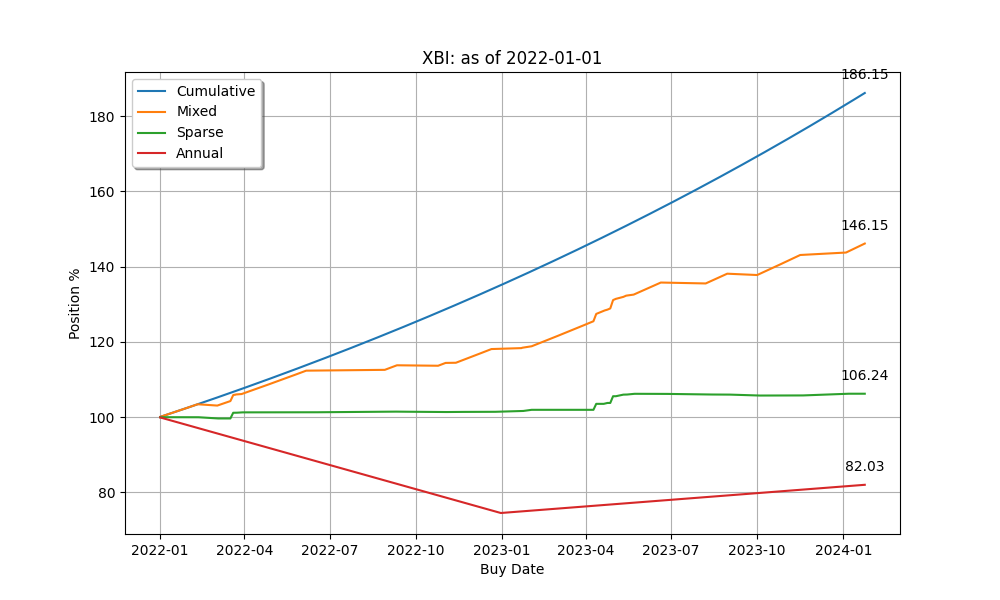 XBI: as of 2022-01-01
186.15
Cumulative
Mixed
Sparse
Annual
146.15
106.24
82.03
180
160
140
120
100
80
Position %
2022-01 2022-04 2022-07 2022-10 2023-01 2023-04 2023-07 2023-10 2024-01
Buy Date